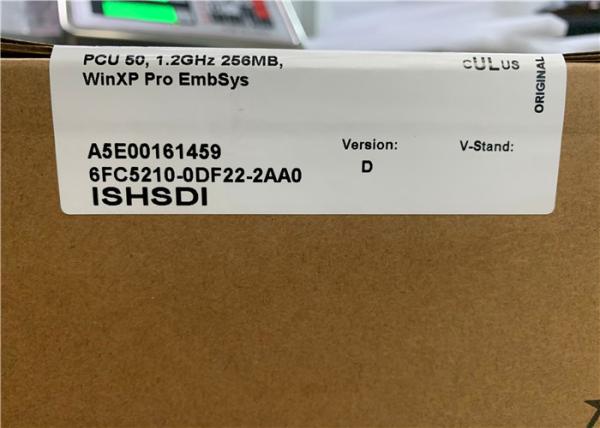 PCU 50, 1.2GHz 256MB,
WinXP Pro EmbSys
cULus
ORIGINAL
A5E00161459
6FC5210-0DF22-2AA0
ISHSDI
Version:
D
V-Stand: